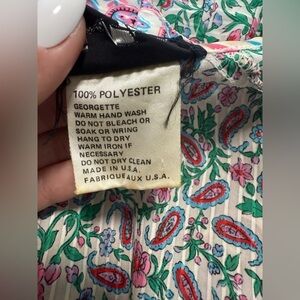 100% POLYESTER
GEORGETTE
WARM HAND WASH
DO NOT BLEACH OR
SOAK OR WRING
HANG TO DRY
WARM IRON IF
NECESSARY
DO NOT DRY CLEAN
MADE IN U.S.A.
FABRIQUE AUX U.S.A.